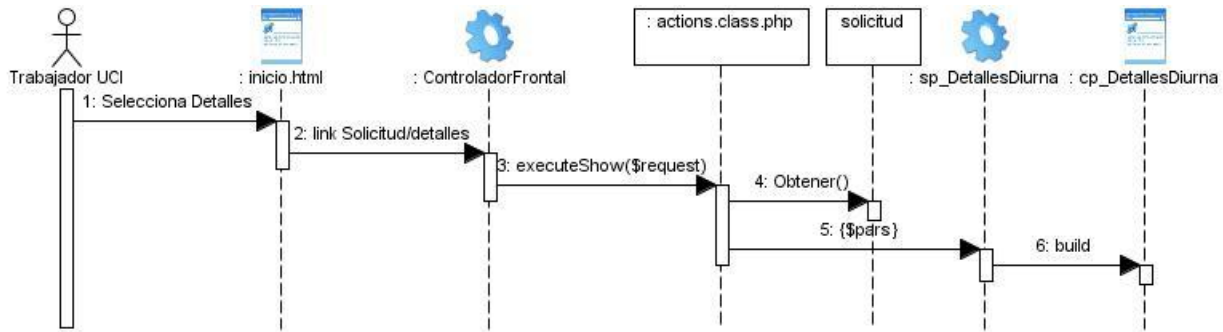 : actions.class.php
solicitud
Trabajador UCI
: inicio.html
: ControladorFrontal
: sp_DetallesDiurna
: cp_DetallesDiurna
1: Selecciona Detalles
2: link Solicitud/detalles
3: executeShow($request)
4: Obtener()
5: {$pars}
6: build